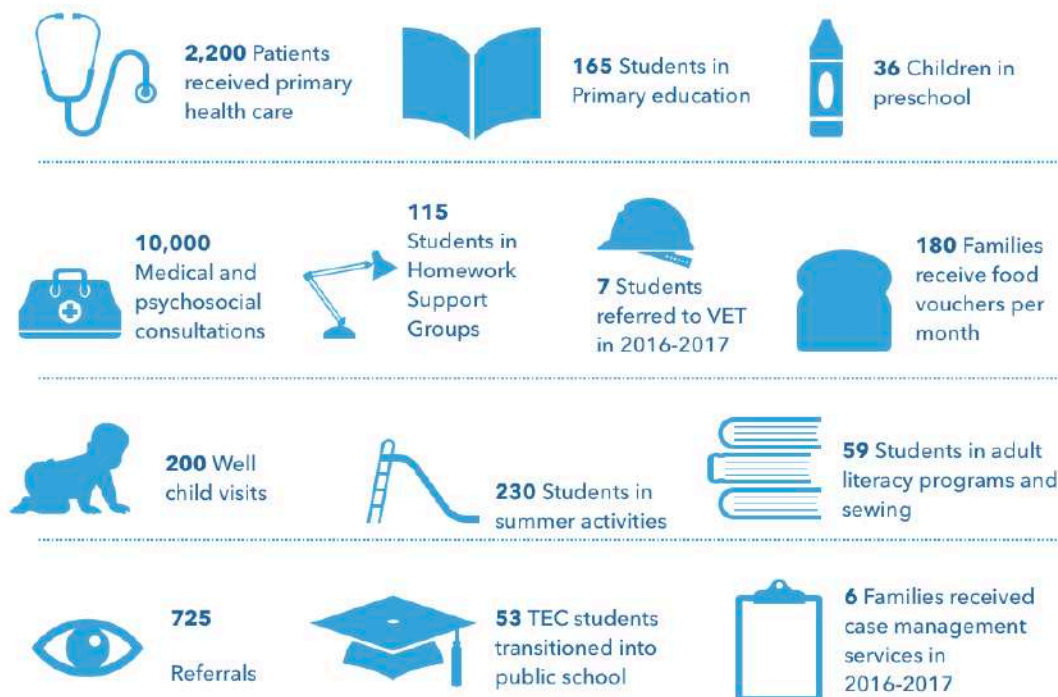 2,200 Patients
received primary
health care
165 Students in
Primary education
36 Children in
preschool
10,000
Medical and
psychosocial
consultations
115
Students in
Homework
Support
Groups
7 Students
referred to VET
in 2016-2017
180 Families
receive food
vouchers per
month
200 Well
child visits
230 Students in
summer activities
59 Students in adult
literacy programs and
sewing
725
Referrals
53 TEC students
transitioned into
public school
6 Families received
case management
services in
2016-2017